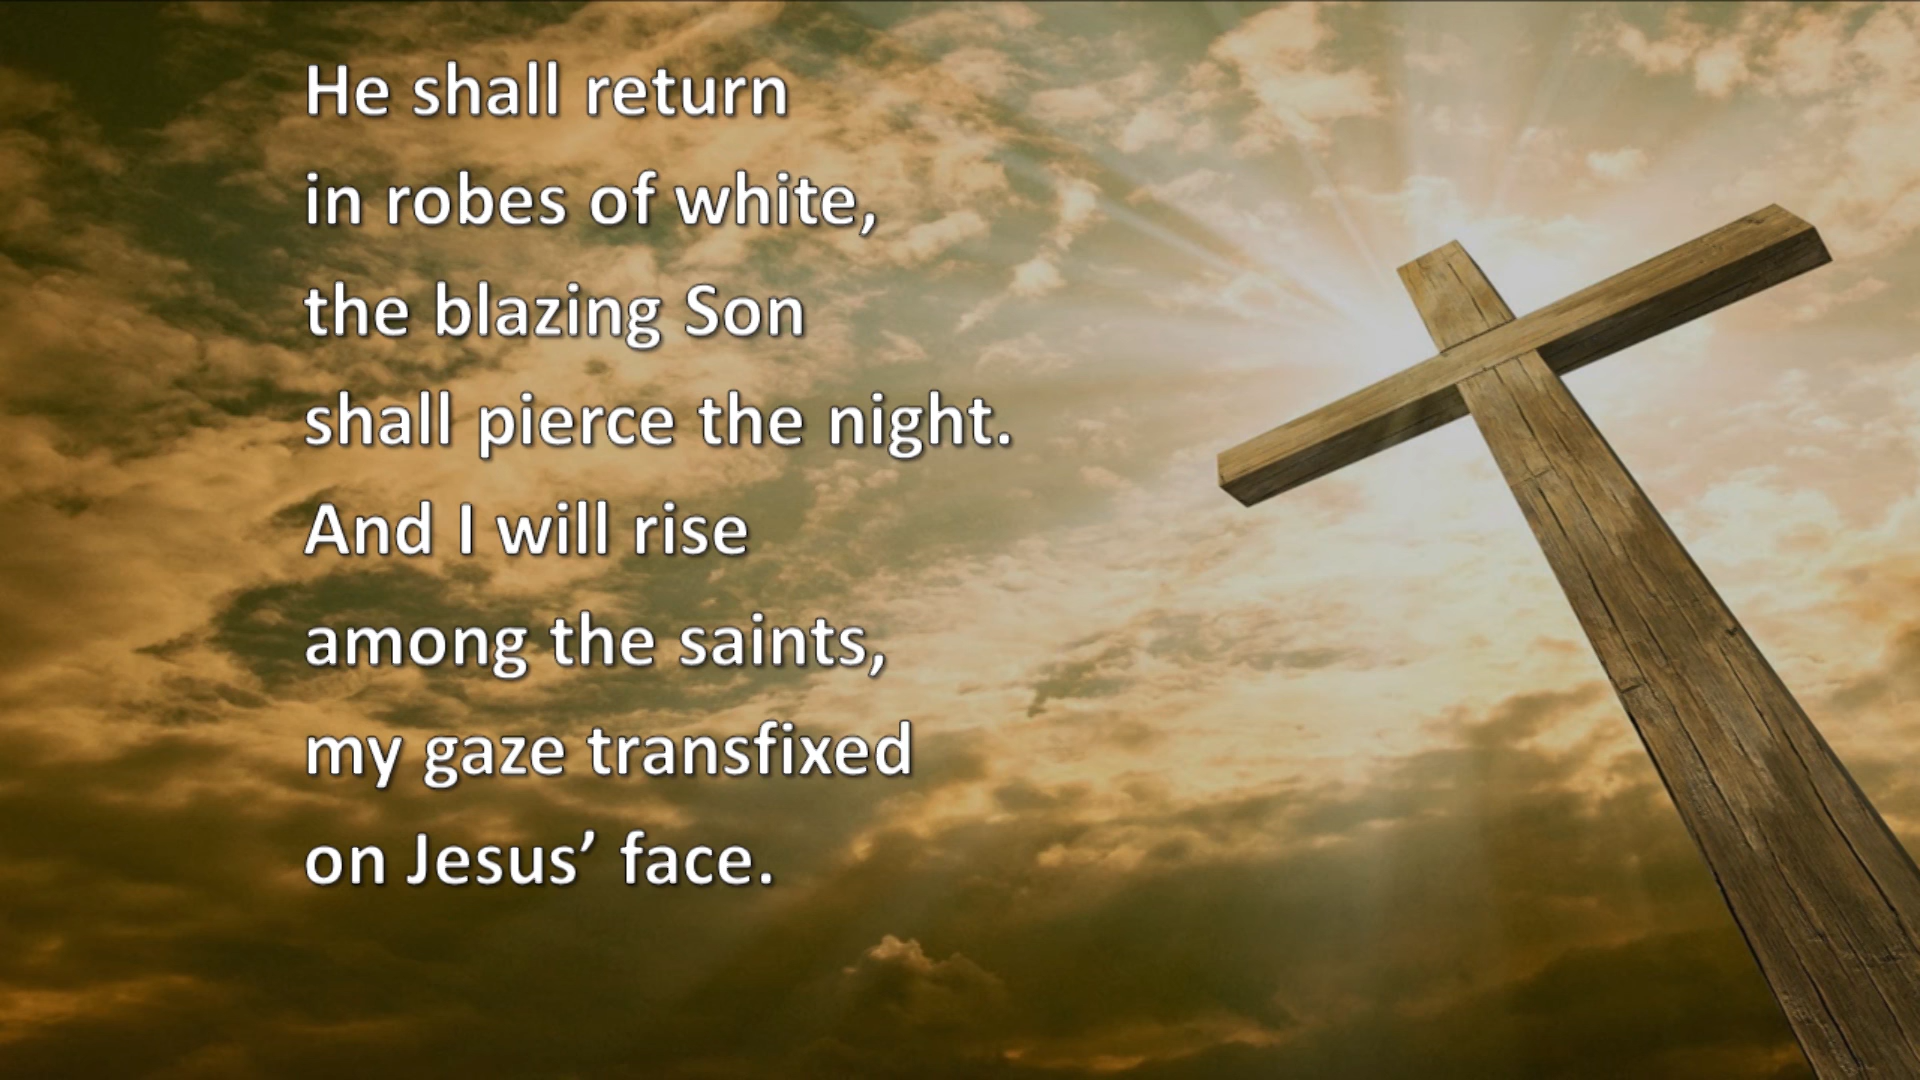 He shall return
in robes of white,
the blazing Son
shall pierce the night.
And I will rise
among the saints,
my gaze transfixed
on Jesus’ face.